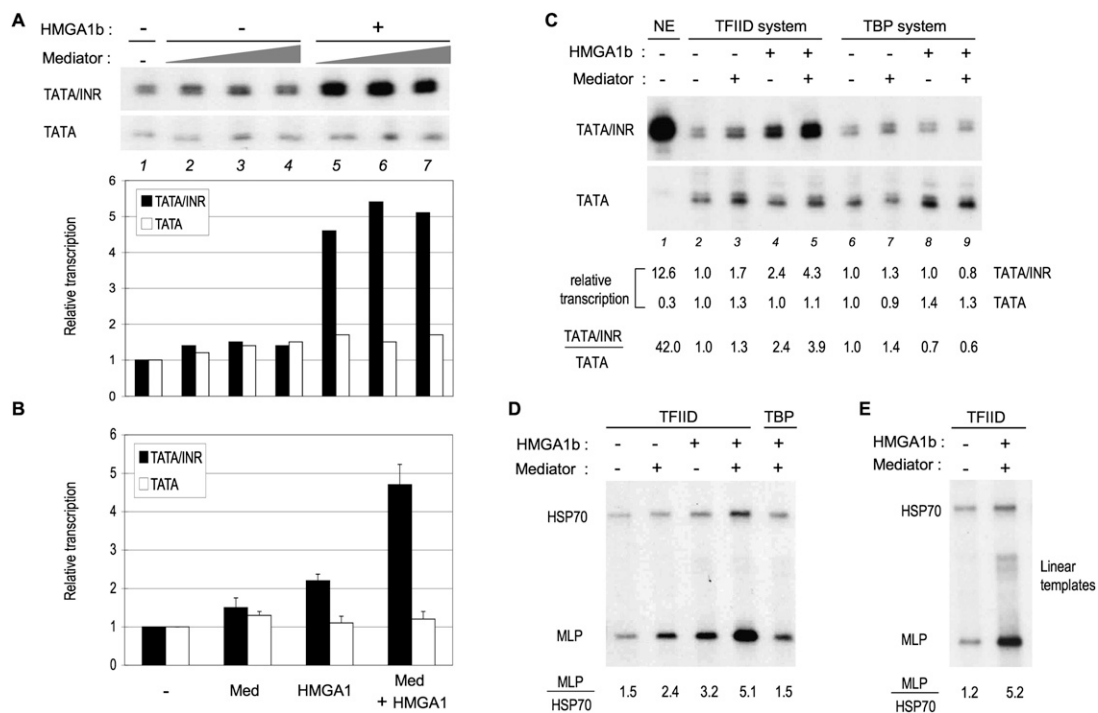 A
HMGA1b : - - +
Mediator : -
TATA/INR
TATA
1 2 3 4 5 6 7
6
5
4
3
2
1
0
Relative transcription
TATA/INR
TATA
B
6
5
4
3
2
1
0
Relative transcription
TATA/INR
TATA
- Med HMGA1 Med
+ HMGA1
C
NE TFIID system TBP system
HMGA1b : - - - + + - - + +
Mediator : - - + - + - + - +
TATA/INR
TATA
1 2 3 4 5 6 7 8 9
relative
transcription
12.6 1.0 1.7 2.4 4.3 1.0 1.3 1.0 0.8 TATA/INR
0.3 1.0 1.3 1.0 1.1 1.0 0.9 1.4 1.3 TATA
TATA/INR
TATA
42.0 1.0 1.3 2.4 3.9 1.0 1.4 0.7 0.6
D
TFIID TBP
HMGA1b : - - + + +
Mediator : - + - + +
HSP70
MLP
MLP
HSP70
1.5 2.4 3.2 5.1 1.5
E
TFIID
HMGA1b : - +
Mediator : - +
HSP70
Linear
templates
MLP
MLP
HSP70
1.2 5.2